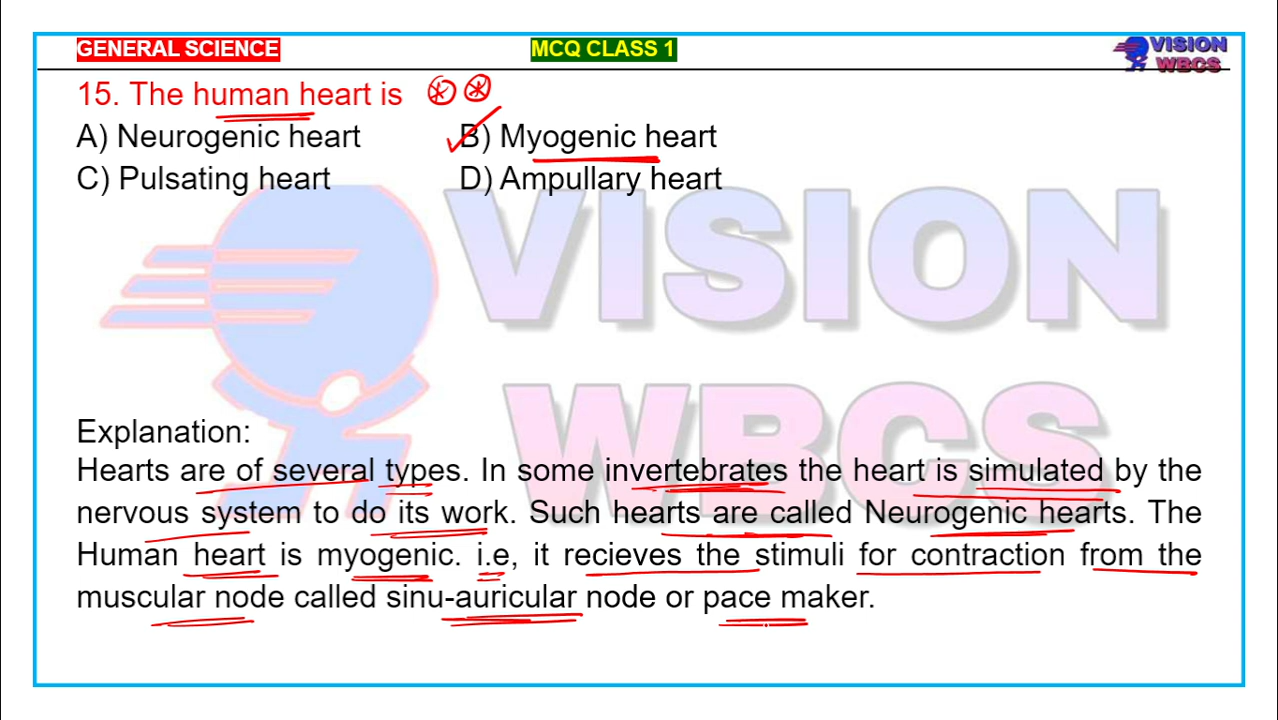 GENERAL SCIENCE MCQ CLASS 1 VISION
WBCS
15. The human heart is
A) Neurogenic heart B) Myogenic heart
C) Pulsating heart D) Ampullary heart
VISION
WBCS
Explanation:
Hearts are of several types. In some invertebrates the heart is simulated by the
nervous system to do its work. Such hearts are called Neurogenic hearts. The
Human heart is myogenic. i.e, it recieves the stimuli for contraction from the
muscular node called sinu-auricular node or pace maker.